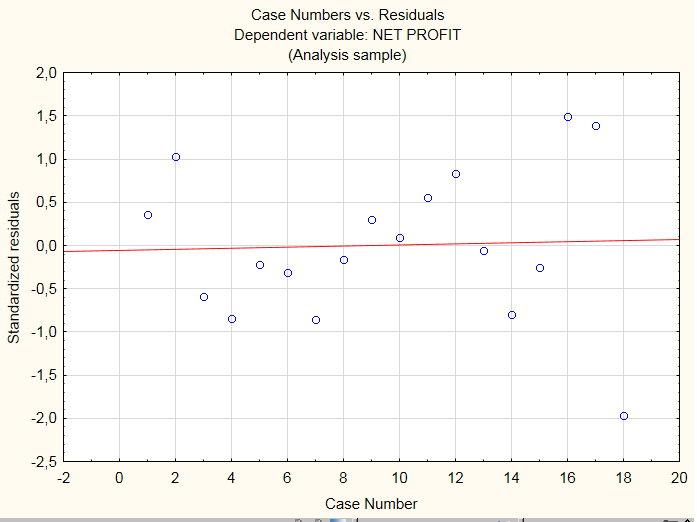 Case Numbers vs. Residuals
Dependent variable: NET PROFIT
(Analysis sample)
2,0
1,5
1,0
0,5
0,0
-0,5
-1,0
-1,5
-2,0
-2,5
Standardized residuals
-2 0 2 4 6 8 10 12 14 16 18 20
Case Number